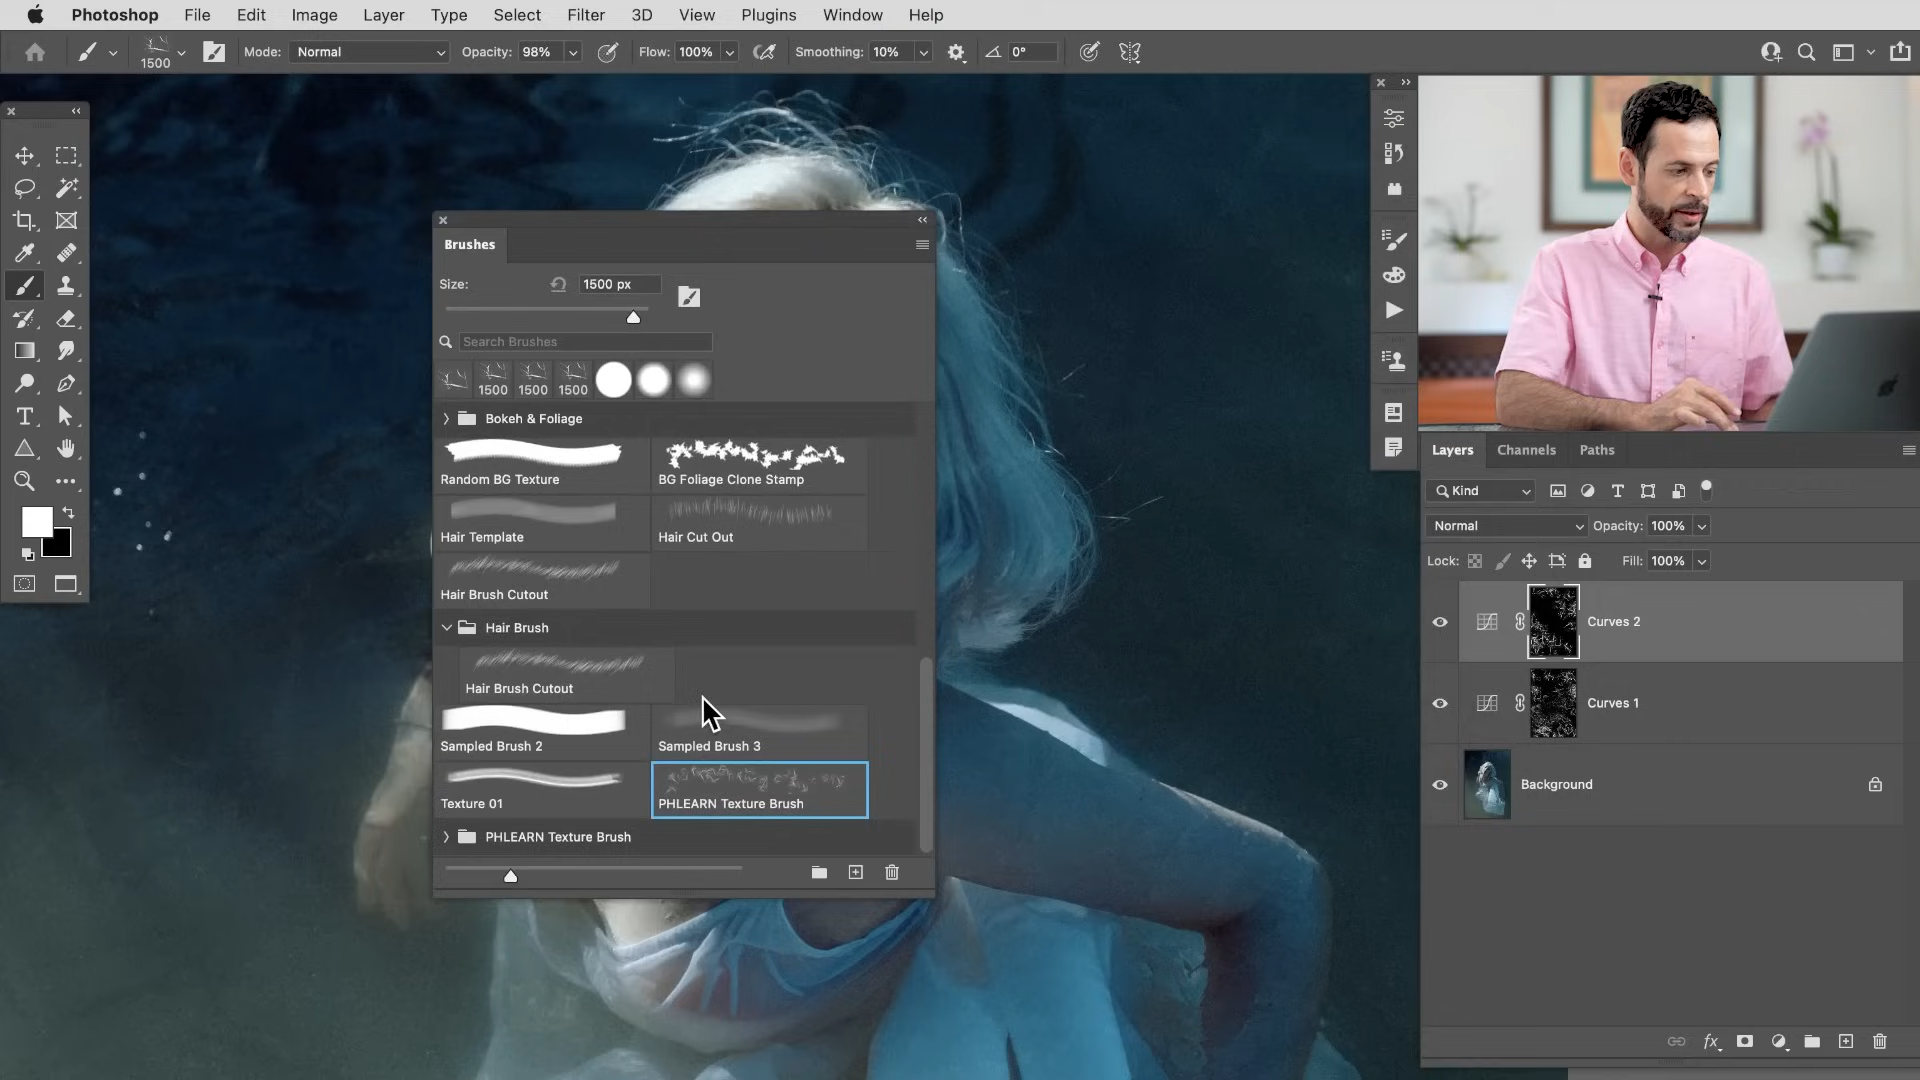 Photoshop File Edit Image Layer Type Select Filter 3D View Plugins Window Help
1500 Mode: Normal Opacity: 98% Flow: 100% Smoothing: 10% 0°
Brushes
Size: 1500 px
Search Brushes
1500 1500 1500
Bokeh & Foliage
Random BG Texture BG Foliage Clone Stamp
Hair Template Hair Cut Out
Hair Brush Cutout
Hair Brush
Hair Brush Cutout
Sampled Brush 2 Sampled Brush 3
Texture 01 PHLEARN Texture Brush
PHLEARN Texture Brush
Layers Channels Paths
Kind
Normal Opacity: 100%
Lock: Fill: 100%
Curves 2
Curves 1
Background
fx